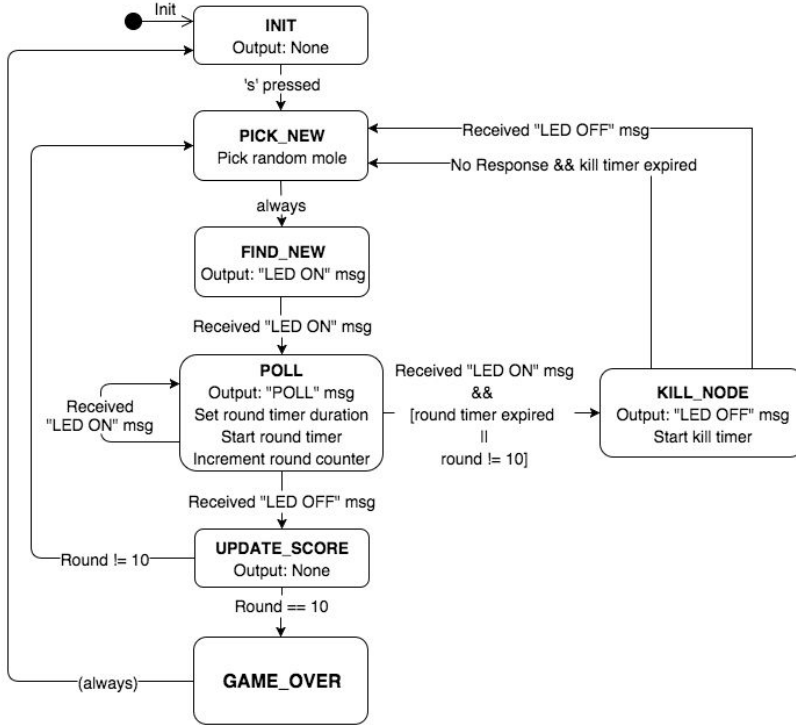 Init
INIT
Output: None
's' pressed
PICK_NEW
Pick random mole
Received "LED OFF" msg
No Response && kill timer expired
always
FIND_NEW
Output: "LED ON" msg
Received "LED ON" msg
POLL
Output: "POLL" msg
Set round timer duration
Start round timer
Increment round counter
Received
"LED ON" msg
Received "LED ON" msg
&&
[round timer expired
||
round != 10]
KILL_NODE
Output: "LED OFF" msg
Start kill timer
Received "LED OFF" msg
UPDATE_SCORE
Output: None
Round != 10
Round == 10
GAME_OVER
(always)